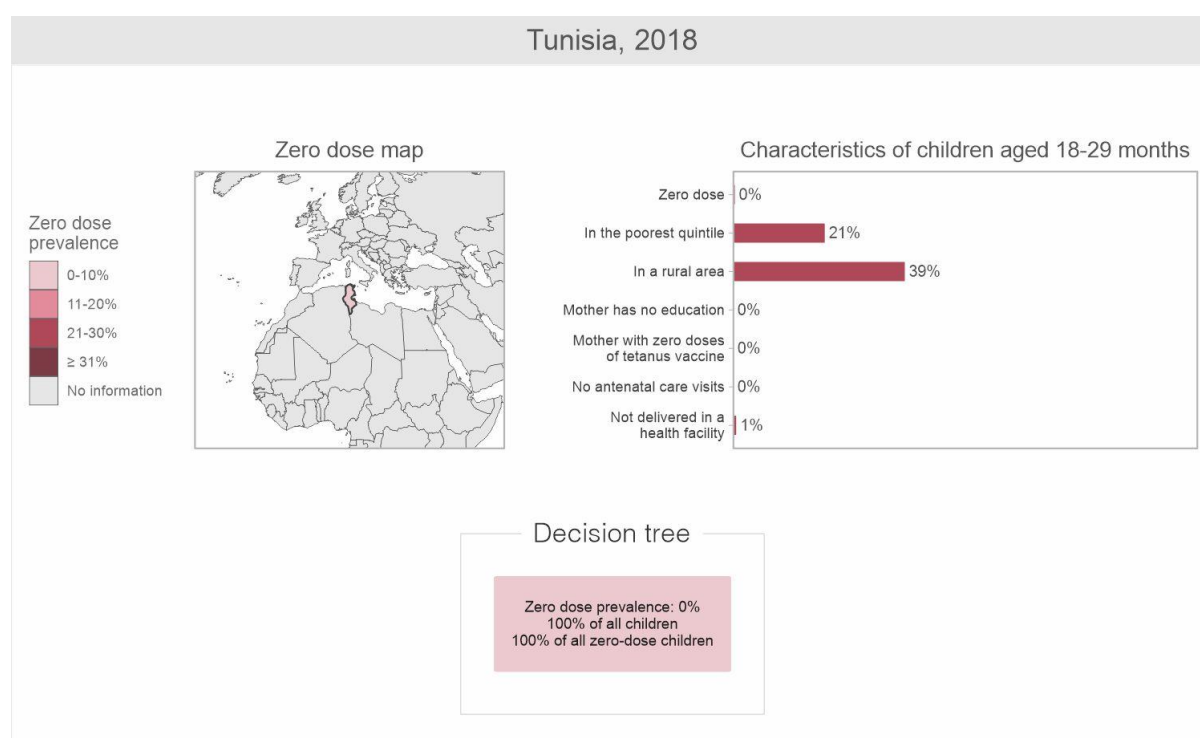 Tunisia, 2018
Zero dose map
Zero dose
prevalence
0-10%
11-20%
21-30%
≥ 31%
No information
Characteristics of children aged 18-29 months
Zero dose 0%
In the poorest quintile 21%
In a rural area 39%
Mother has no education 0%
Mother with zero doses
of tetanus vaccine 0%
No antenatal care visits 0%
Not delivered in a
health facility 1%
Decision tree
Zero dose prevalence: 0%
100% of all children
100% of all zero-dose children